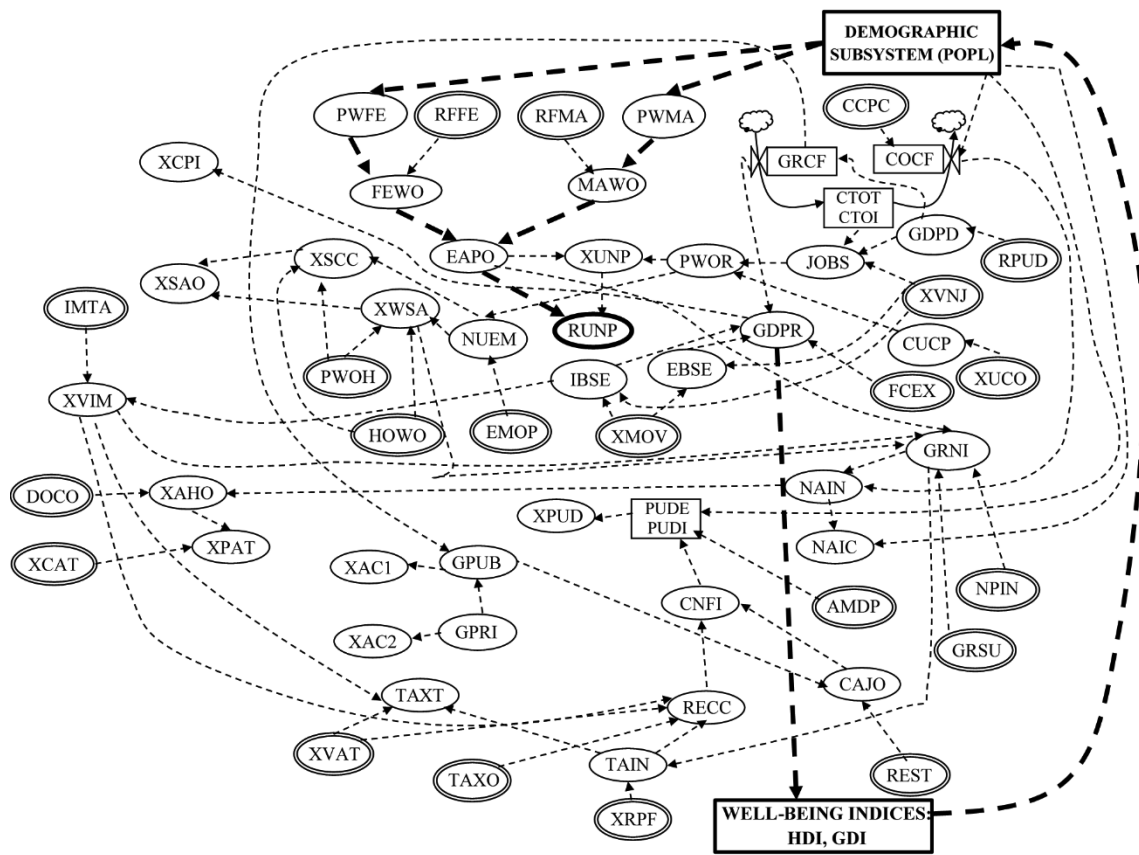 DEMOGRAPHIC
SUBSYSTEM (POPL)
PWFE
RFFE
RFMA
PWMA
CCPC
XCPI
GRCF
COCF
FEWO
MAWO
CTOT
CTOI
GDPD
EAPO
XUNP
PWOR
JOBS
RPUD
XSCC
XSAO
IMTA
XWSA
NUEM
RUNP
GDPR
XVNJ
CUCP
XUCO
PWOH
IBSE
EBSE
FCEX
XVIM
HOWO
EMOP
XMOV
GRNI
DOCO
XAHO
NAIN
XPUD
PUDE
PUDI
XPAT
NAIC
XCAT
XAC1
GPUB
CNFI
AMDP
NPIN
XAC2
GPRI
GRSU
TAXT
RECC
CAJO
XVAT
TAXO
TAIN
REST
XRPF
WELL-BEING INDICES:
HDI, GDI